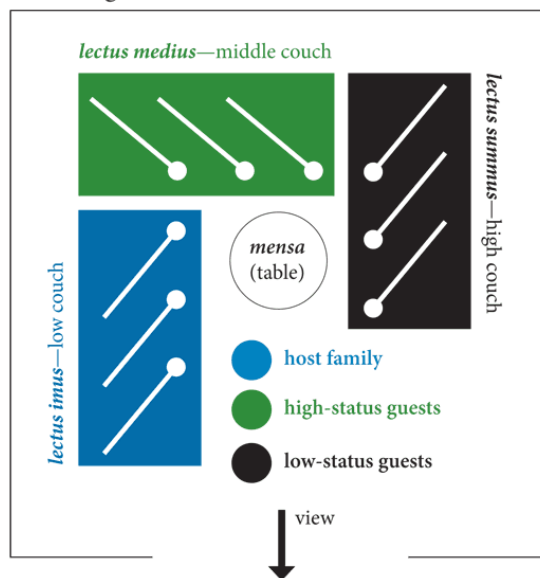 lectus medius—middle couch
lectus summus—high couch
lectus imus—low couch
mensa
(table)
host family
high-status guests
low-status guests
view